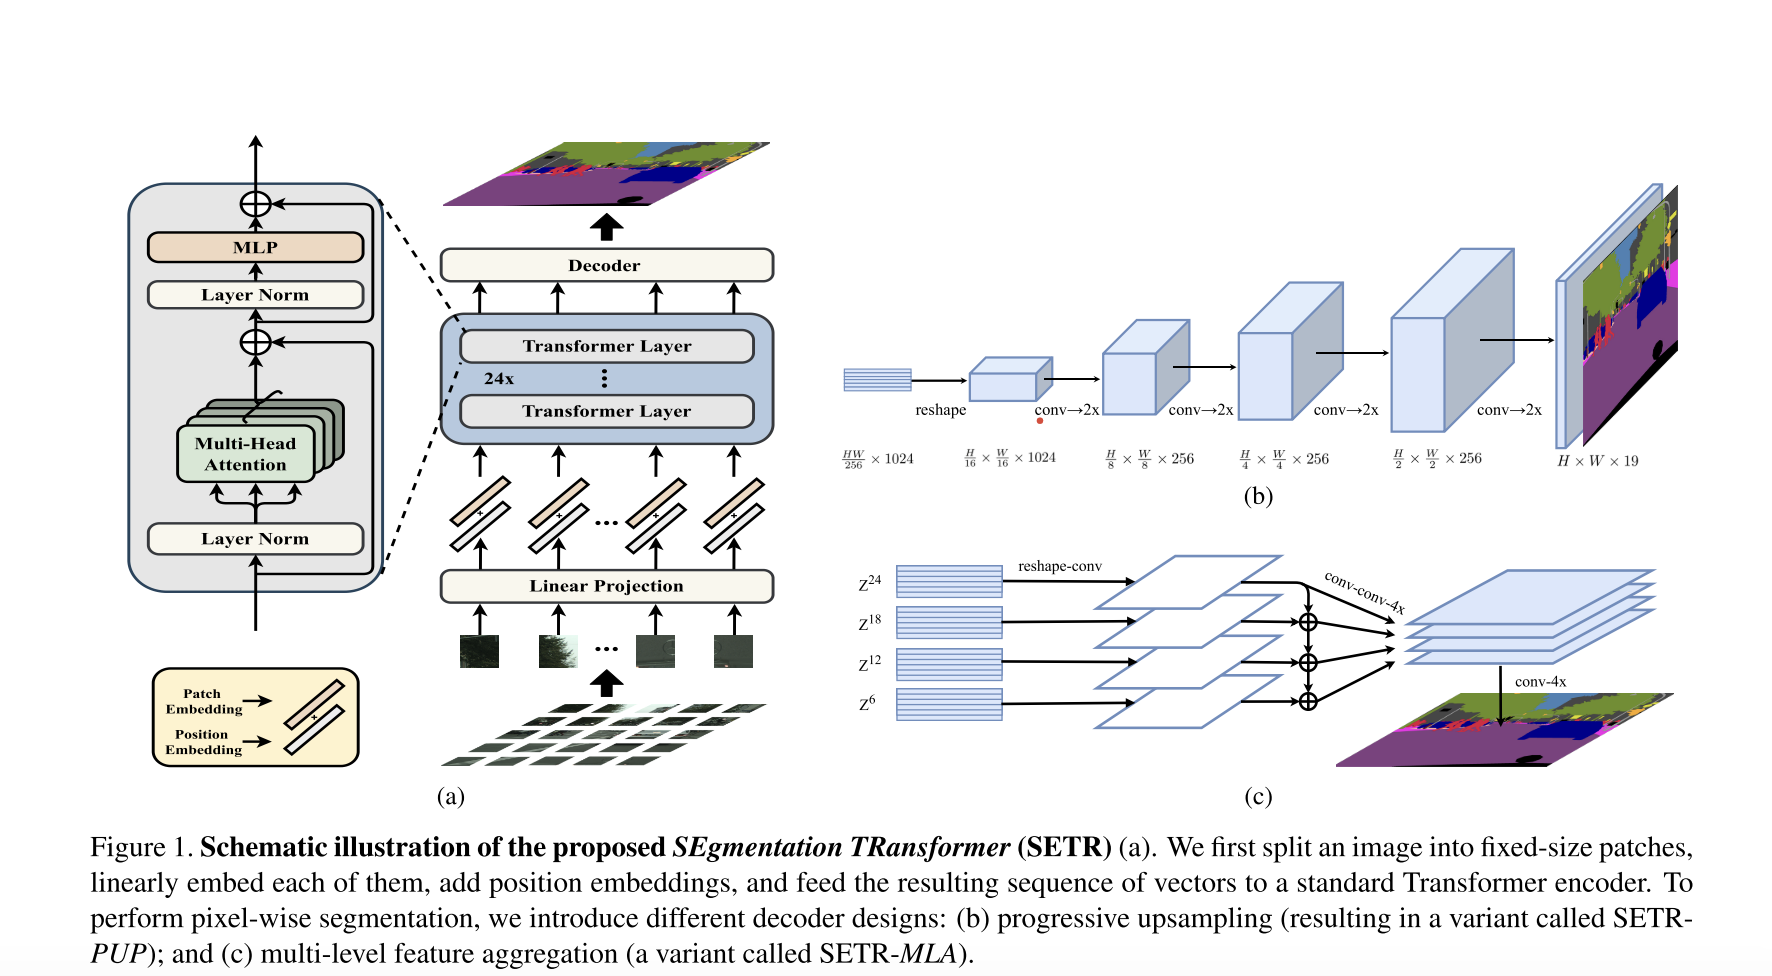 MLP
Layer Norm
Multi-Head
Attention
Layer Norm
Patch
Embedding
Position
Embedding
Decoder
Transformer Layer
24x
Transformer Layer
Linear Projection
(a)
reshape
conv→2x
conv→2x
conv→2x
conv→2x
HW/256 × 1024
H/16 × W/16 × 1024
H/8 × W/8 × 256
H/4 × W/4 × 256
H/2 × W/2 × 256
H × W × 19
(b)
Z24
reshape-conv
Z18
Z12
Z6
conv-conv-4x
conv-4x
(c)
Figure 1. Schematic illustration of the proposed SEgmentation TRansformer (SETR) (a). We first split an image into fixed-size patches,
linearly embed each of them, add position embeddings, and feed the resulting sequence of vectors to a standard Transformer encoder. To
perform pixel-wise segmentation, we introduce different decoder designs: (b) progressive upsampling (resulting in a variant called SETR-
PUP); and (c) multi-level feature aggregation (a variant called SETR-MLA).